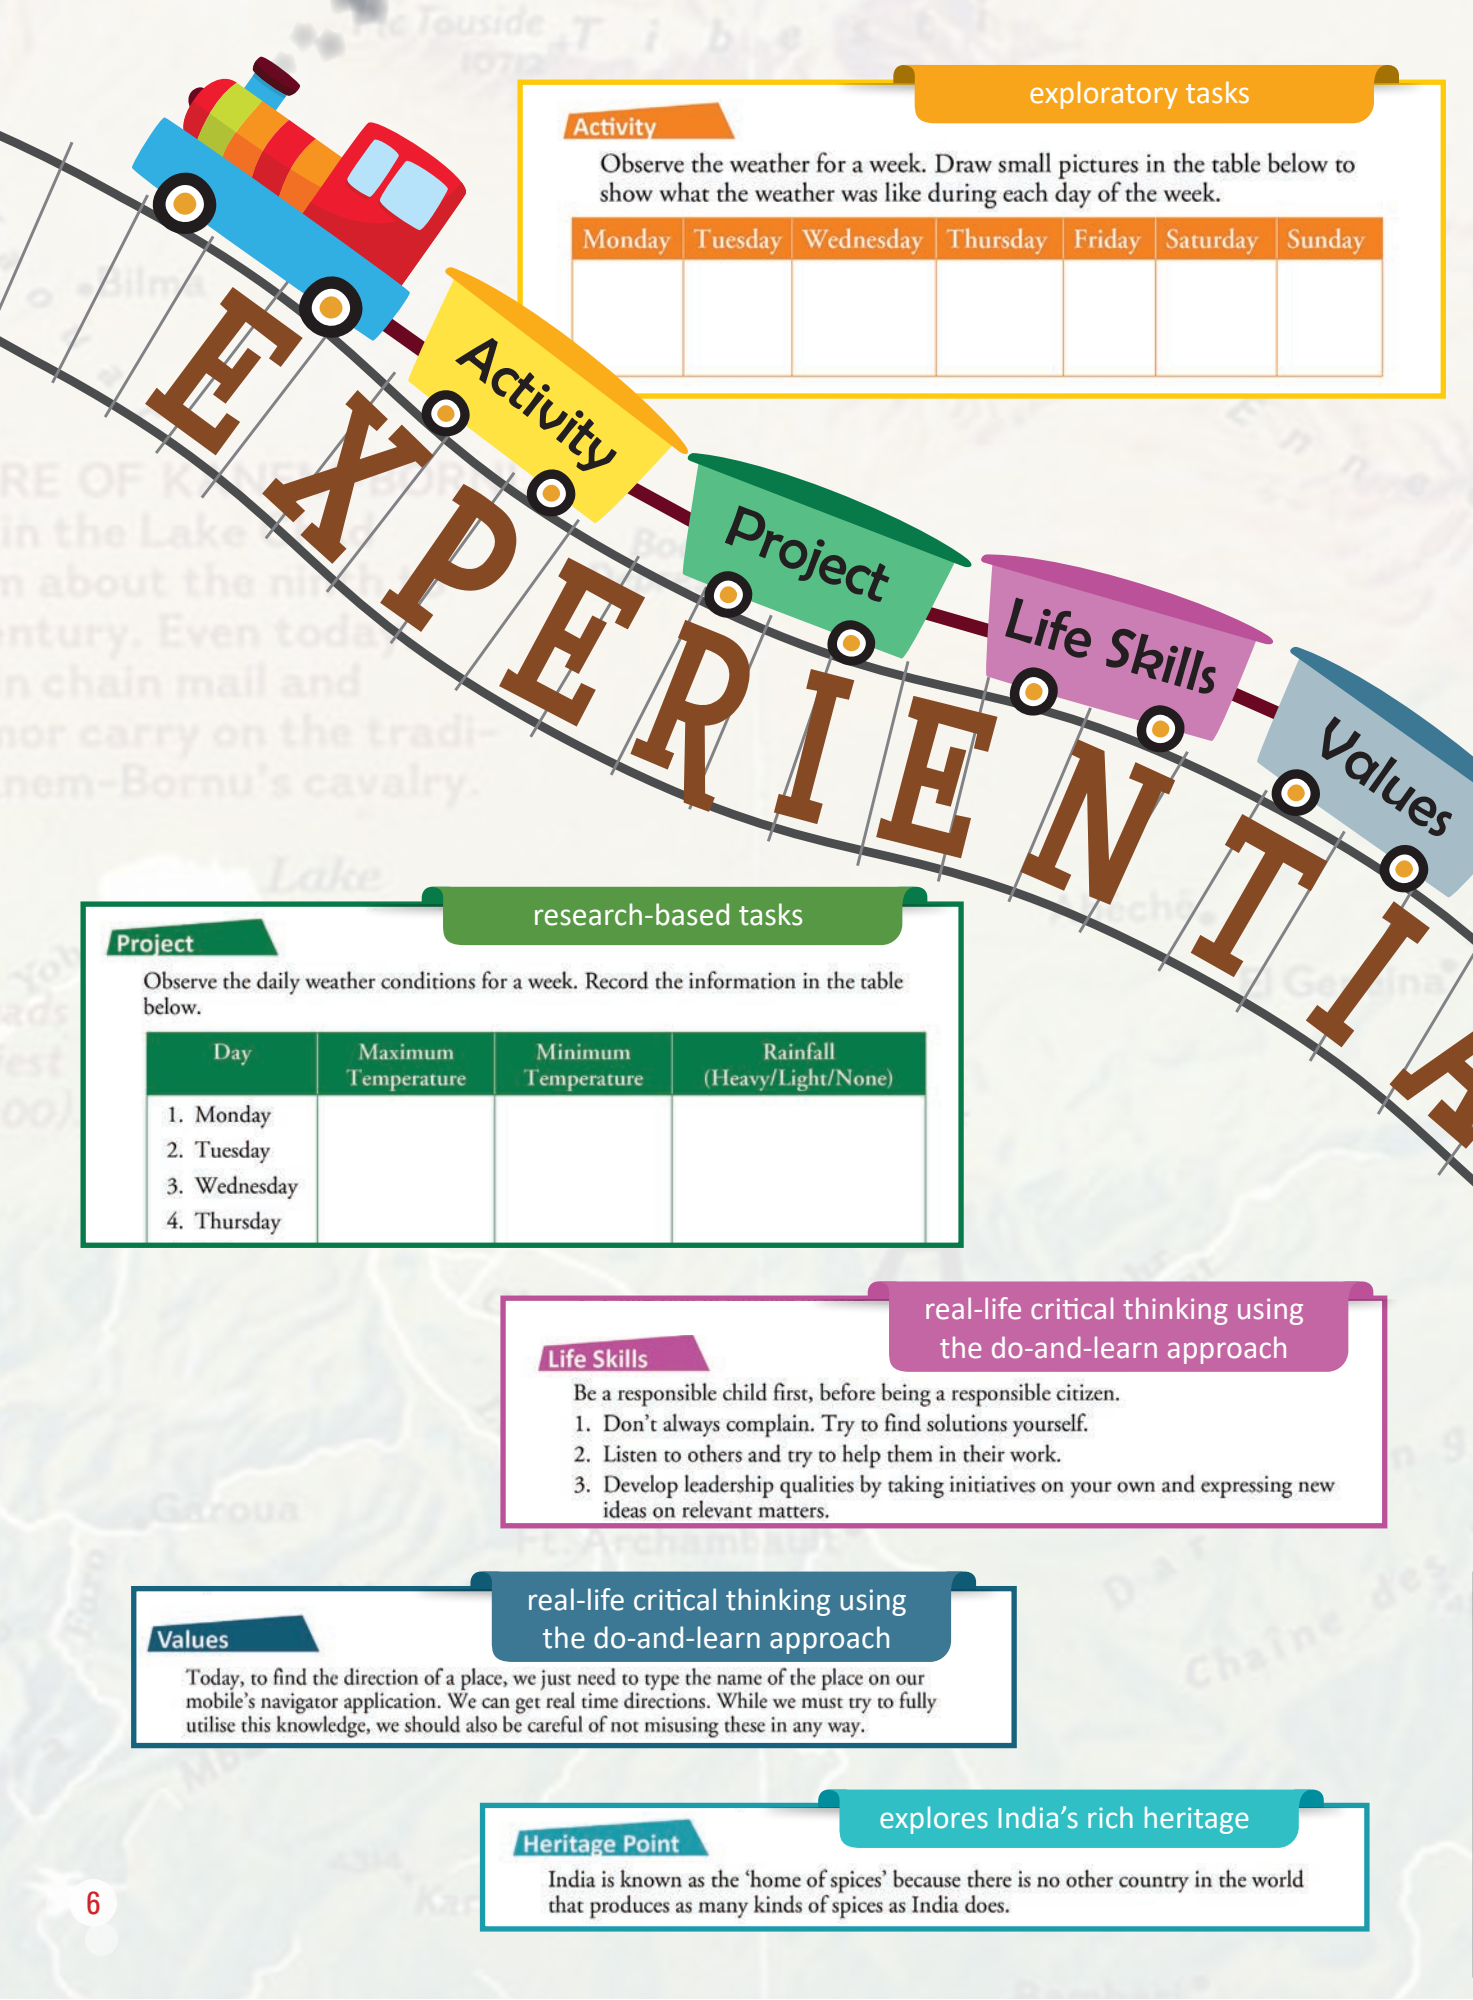 exploratory tasks
Activity
Observe the weather for a week. Draw small pictures in the table below to
show what the weather was like during each day of the week.
Monday Tuesday Wednesday Thursday Friday Saturday Sunday
Activity
Project
Life Skills
Values
EXPERIENTIA
research-based tasks
Project
Observe the daily weather conditions for a week. Record the information in the table
below.
Day Maximum Temperature Minimum Temperature Rainfall (Heavy/Light/None)
1. Monday
2. Tuesday
3. Wednesday
4. Thursday
real-life critical thinking using
the do-and-learn approach
Life Skills
Be a responsible child first, before being a responsible citizen.
1. Don't always complain. Try to find solutions yourself.
2. Listen to others and try to help them in their work.
3. Develop leadership qualities by taking initiatives on your own and expressing new
ideas on relevant matters.
real-life critical thinking using
the do-and-learn approach
Values
Today, to find the direction of a place, we just need to type the name of the place on our
mobile's navigator application. We can get real time directions. While we must try to fully
utilise this knowledge, we should also be careful of not misusing these in any way.
explores India's rich heritage
Heritage Point
India is known as the 'home of spices' because there is no other country in the world
that produces as many kinds of spices as India does.
6
Bilma
Lake
Garoua
Ft. Archambault
Chaîne des